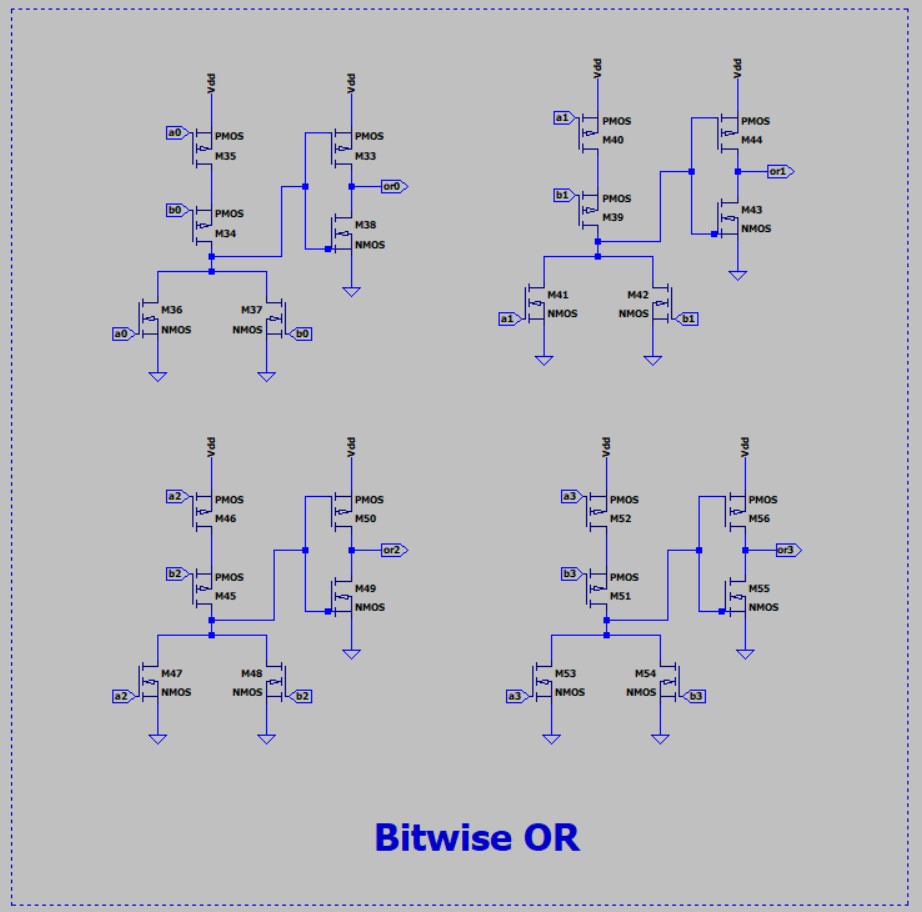 Vdd
Vdd
a0
PMOS
M35
PMOS
M33
b0
PMOS
M34
or0
M38
NMOS
M36
NMOS
a0
M37
NMOS
b0
Vdd
Vdd
a1
PMOS
M40
PMOS
M44
b1
PMOS
M39
or1
M43
NMOS
M41
NMOS
a1
M42
NMOS
b1
Vdd
Vdd
a2
PMOS
M46
PMOS
M50
b2
PMOS
M45
or2
M49
NMOS
M47
NMOS
a2
M48
NMOS
b2
Vdd
Vdd
a3
PMOS
M52
PMOS
M56
b3
PMOS
M51
or3
M55
NMOS
M53
NMOS
a3
M54
NMOS
b3
Bitwise OR